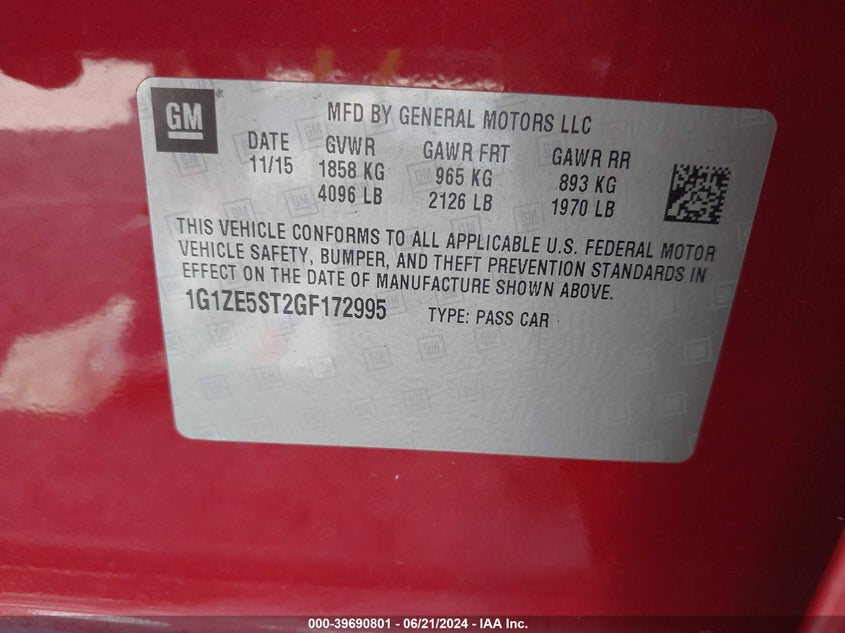 GM ®
MFD BY GENERAL MOTORS LLC
DATE GVWR GAWR FRT GAWR RR
11/15 1858 KG 965 KG 893 KG
4096 LB 2126 LB 1970 LB
THIS VEHICLE CONFORMS TO ALL APPLICABLE U.S. FEDERAL MOTOR
VEHICLE SAFETY, BUMPER, AND THEFT PREVENTION STANDARDS IN
EFFECT ON THE DATE OF MANUFACTURE SHOWN ABOVE.
1G1ZE5ST2GF172995 TYPE: PASS CAR
000-39690801 - 06/21/2024 - IAA Inc.